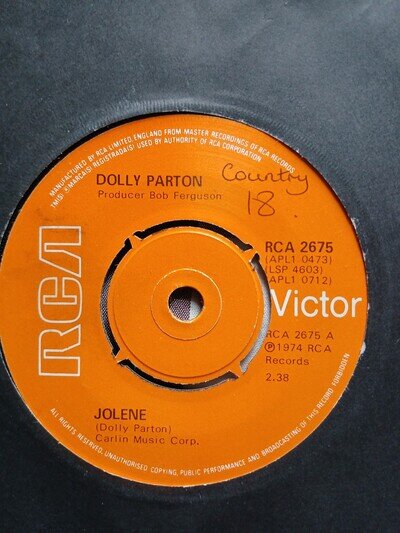 MANUFACTURED BY RCA LIMITED, ENGLAND FROM MASTER RECORDINGS OF RCA RECORDS
TM(S) ® MARCA(S) REGISTRADA(S) USED BY AUTHORITY OF RCA CORPORATION
DOLLY PARTON
Producer Bob Ferguson
Country
18.
RCA 2675
(APL1 0473)
(LSP 4603)
(APL1 0712)
RCA
Victor
RCA 2675 A
Ⓟ1974 RCA
Records
2.38
JOLENE
(Dolly Parton)
Carlin Music Corp.
ALL RIGHTS RESERVED. UNAUTHORISED COPYING, PUBLIC PERFORMANCE AND BROADCASTING OF THIS RECORD FORBIDDEN